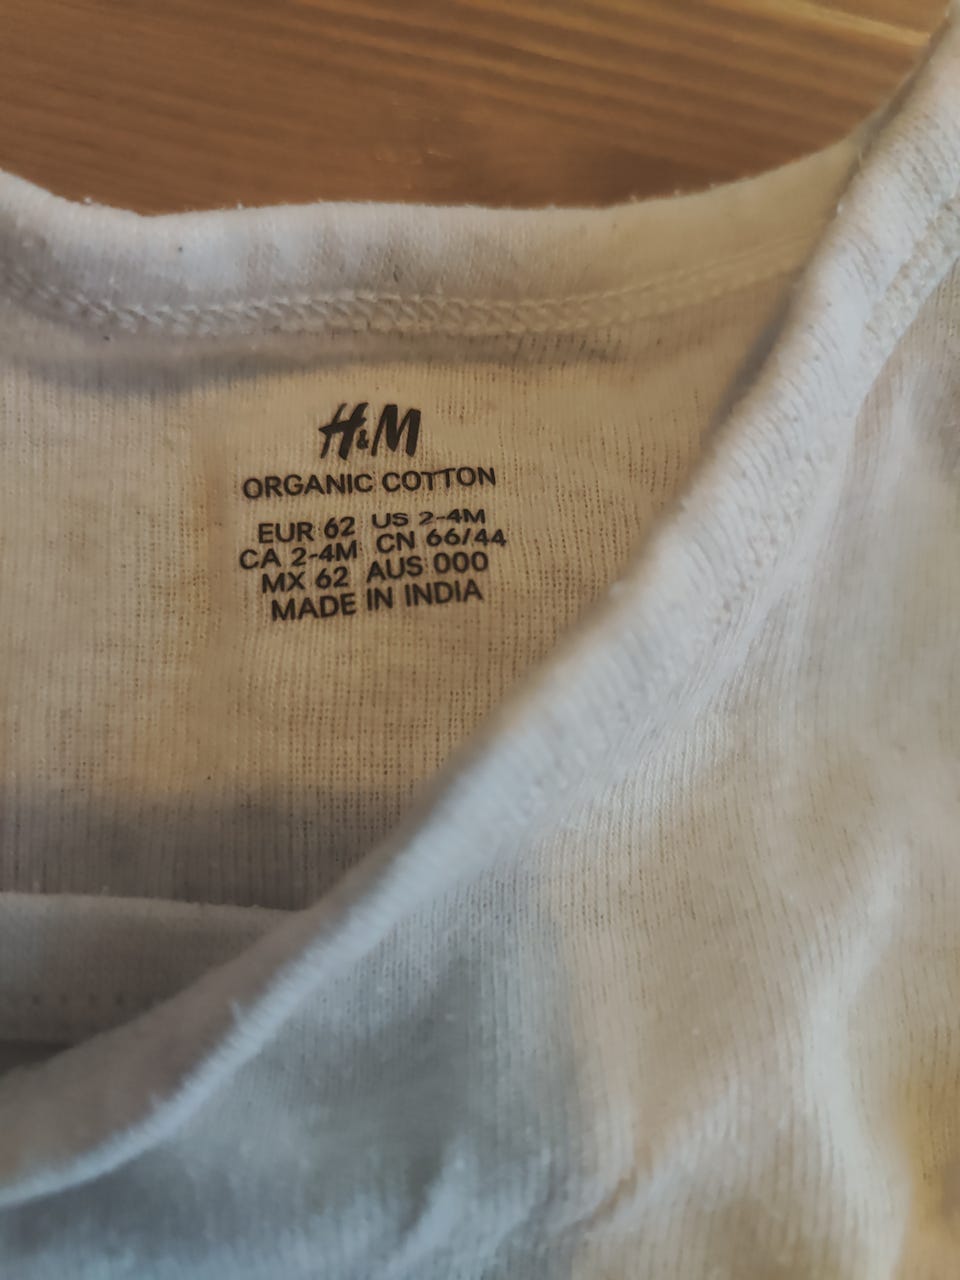 H&M
ORGANIC COTTON
EUR 62 US 2-4M
CA 2-4M CN 66/44
MX 62 AUS 000
MADE IN INDIA